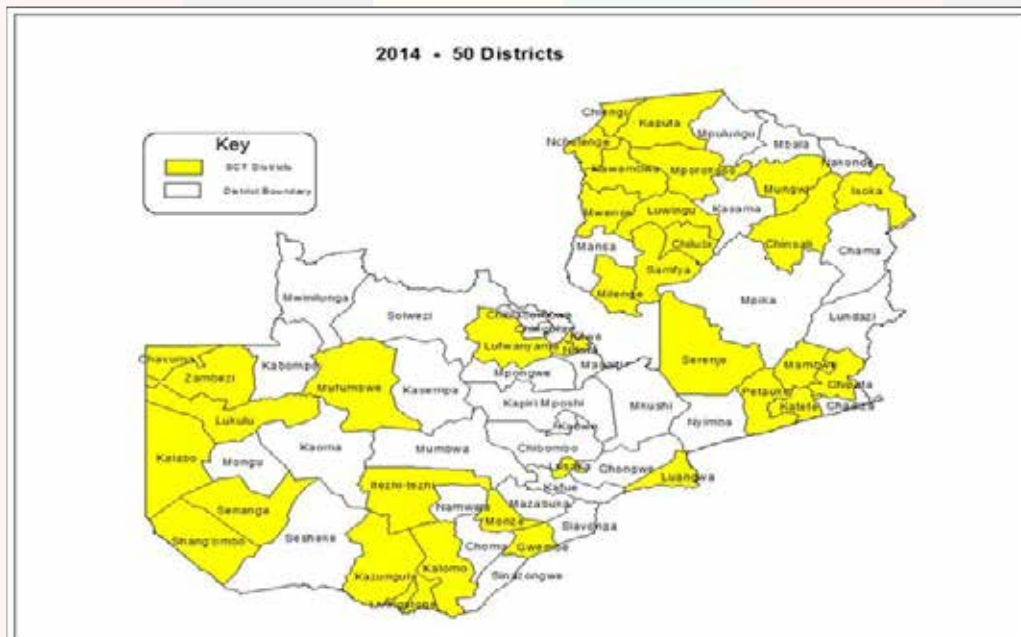 2014 - 50 Districts
Key
SCT Districts
District Boundary
Chiengi
Kaputa
Mpulungu
Mbala
Nchelenge
Nakonde
Mporokoso
Mungwi
Isoka
Mwense
Luwingu
Kasama
Mansa
Chilubi
Chinsali
Chama
Samfya
Milenge
Mpika
Mwinilunga
Solwezi
Lundazi
Lufwanyama
Chavuma
Zambezi
Kabompo
Mufumbwe
Kasempa
Mpongwe
Serenje
Mambwe
Chipata
Petauke
Katete
Chadiza
Lukulu
Kapiri Mposhi
Mkushi
Nyimba
Kabwe
Kalabo
Mongu
Kaoma
Mumbwa
Chibombo
Lusaka
Chongwe
Luangwa
Itezhi-tezhi
Kafue
Senanga
Namwala
Mazabuka
Monze
Siavonga
Shang'ombo
Sesheke
Choma
Gwembe
Kazungula
Kalomo
Sinazongwe
Livingstone